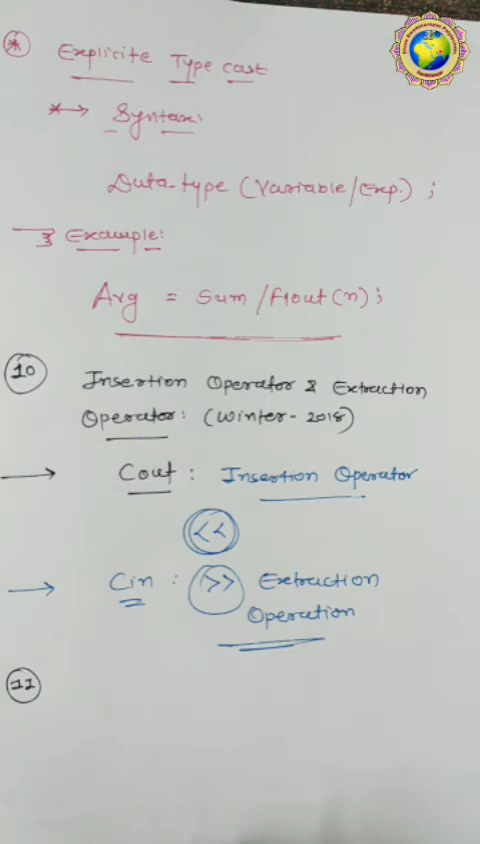 * Explicite Type cast
*→ Syntax:
Data-type (Variable/Exp.);
Example:
Avg = Sum/float(n);
10 Insertion Operator & Extraction
Operator: (Winter-2018)
→ Cout : Insertion Operator
<<
→ Cin : >> Extraction
Operation
11